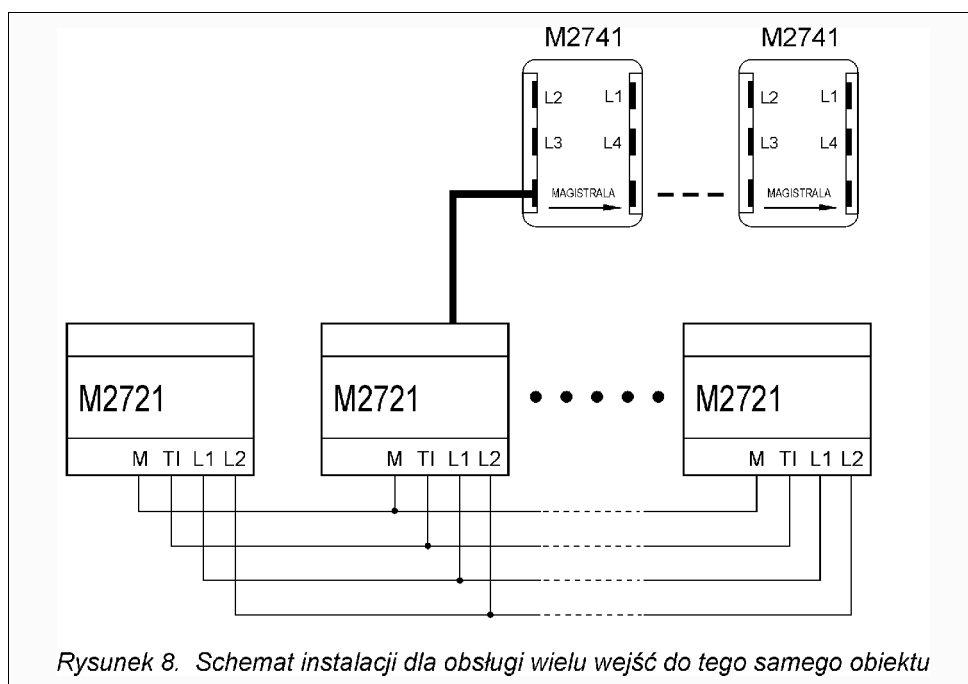 M2741 M2741
L2 L1 L2 L1
L3 L4 L3 L4
MAGISTRALA MAGISTRALA
M2721 M2721 M2721
M TI L1 L2 M TI L1 L2 M TI L1 L2
Rysunek 8. Schemat instalacji dla obsługi wielu wejść do tego samego obiektu